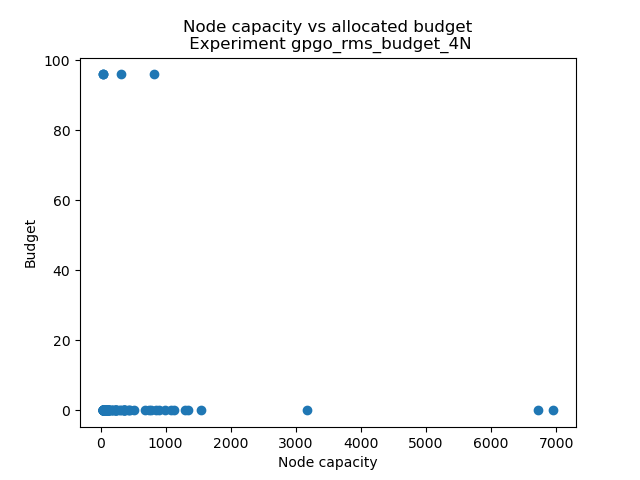 Node capacity vs allocated budget
Experiment gpgo_rms_budget_4N
100
80
60
40
20
0
Budget
0 1000 2000 3000 4000 5000 6000 7000
Node capacity